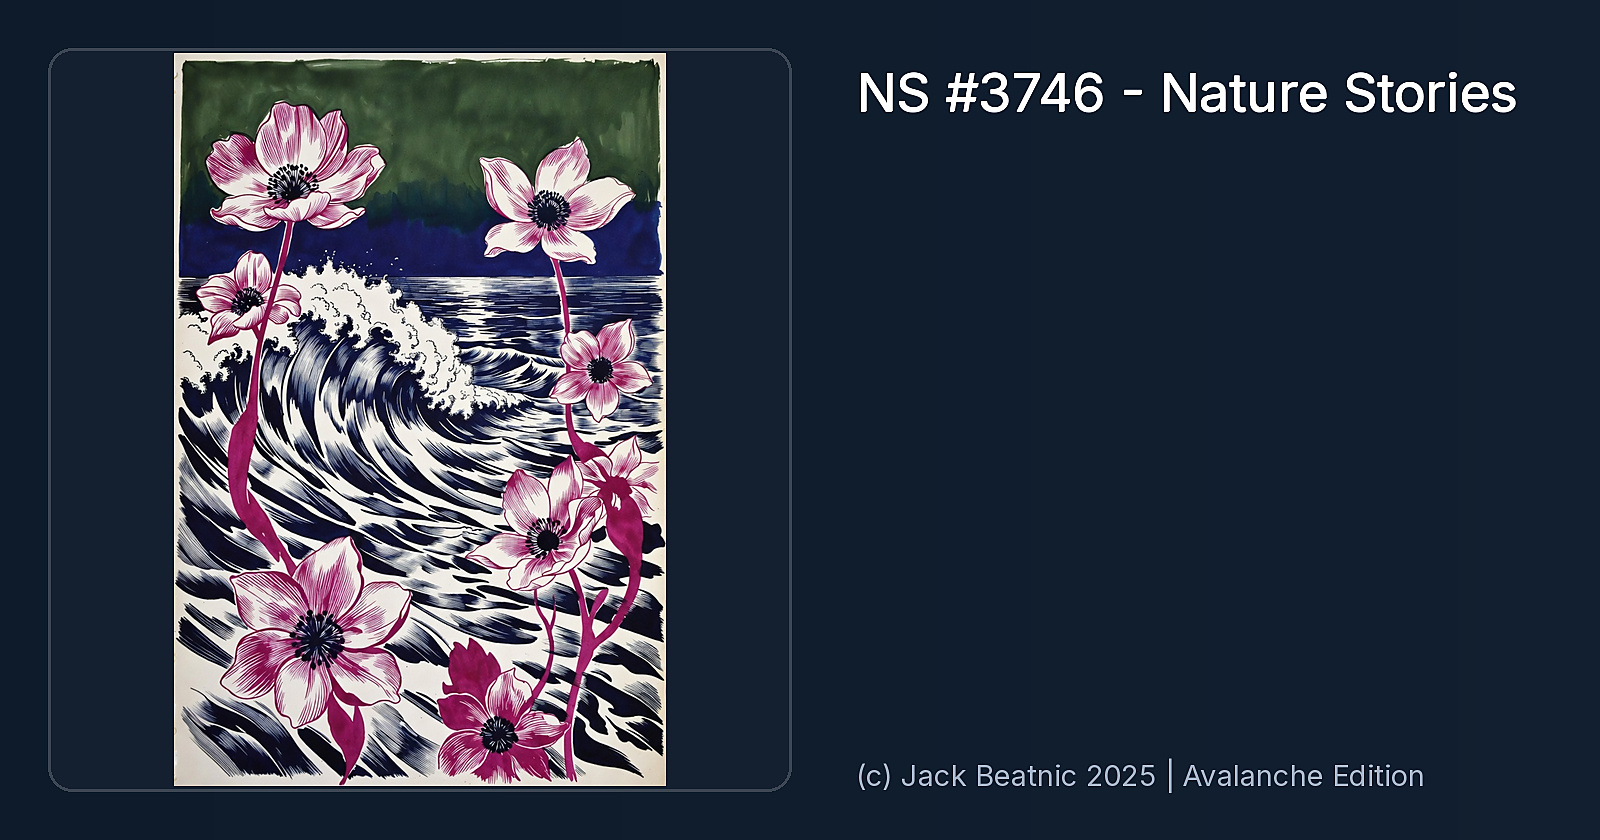 NS #3746 - Nature Stories
(c) Jack Beatnic 2025 | Avalanche Edition